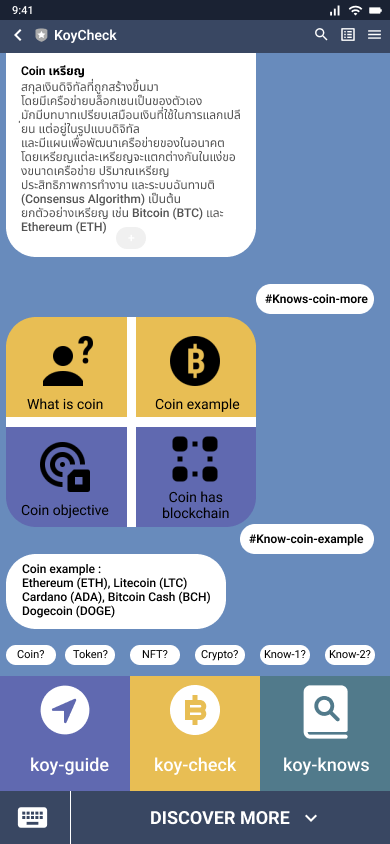 9:41
KoyCheck
Coin เหรียญ
สกุลเงินดิจิทัลที่ถูกสร้างขึ้นมา
โดยมีเครือข่ายบล็อกเชนเป็นของตัวเอง
มักมีบทบาทเปรียบเสมือนเงินที่ใช้ในการแลกเปลี่
ยน แต่อยู่ในรูปแบบดิจิทัล
และมีแผนเพื่อพัฒนาเครือข่ายของในอนาคต
โดยเหรียญแต่ละเหรียญจะแตกต่างกันในแง่ขอ
งขนาดเครือข่าย ปริมาณเหรียญ
ประสิทธิภาพการทำงาน และระบบฉันทามติ
(Consensus Algorithm) เป็นต้น
ยกตัวอย่างเหรียญ เช่น Bitcoin (BTC) และ
Ethereum (ETH)
+
#Knows-coin-more
What is coin
Coin example
Coin objective
Coin has
blockchain
#Know-coin-example
Coin example :
Ethereum (ETH), Litecoin (LTC)
Cardano (ADA), Bitcoin Cash (BCH)
Dogecoin (DOGE)
Coin? Token? NFT? Crypto? Know-1? Know-2?
koy-guide koy-check koy-knows
DISCOVER MORE